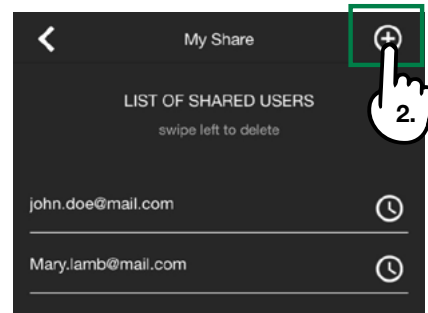 My Share
2.
LIST OF SHARED USERS
swipe left to delete
john.doe@mail.com
Mary.lamb@mail.com